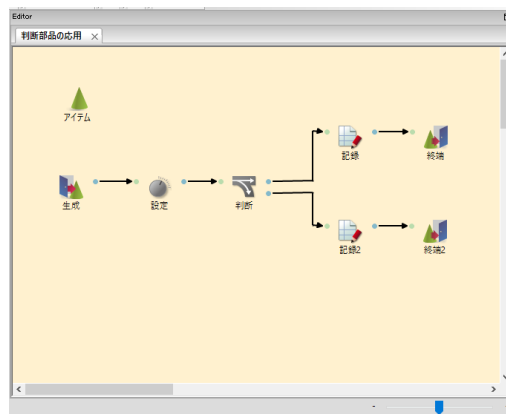 Editor
判断部品の応用
アイテム
生成
設定
判断
記録
終端
記録2
終端2